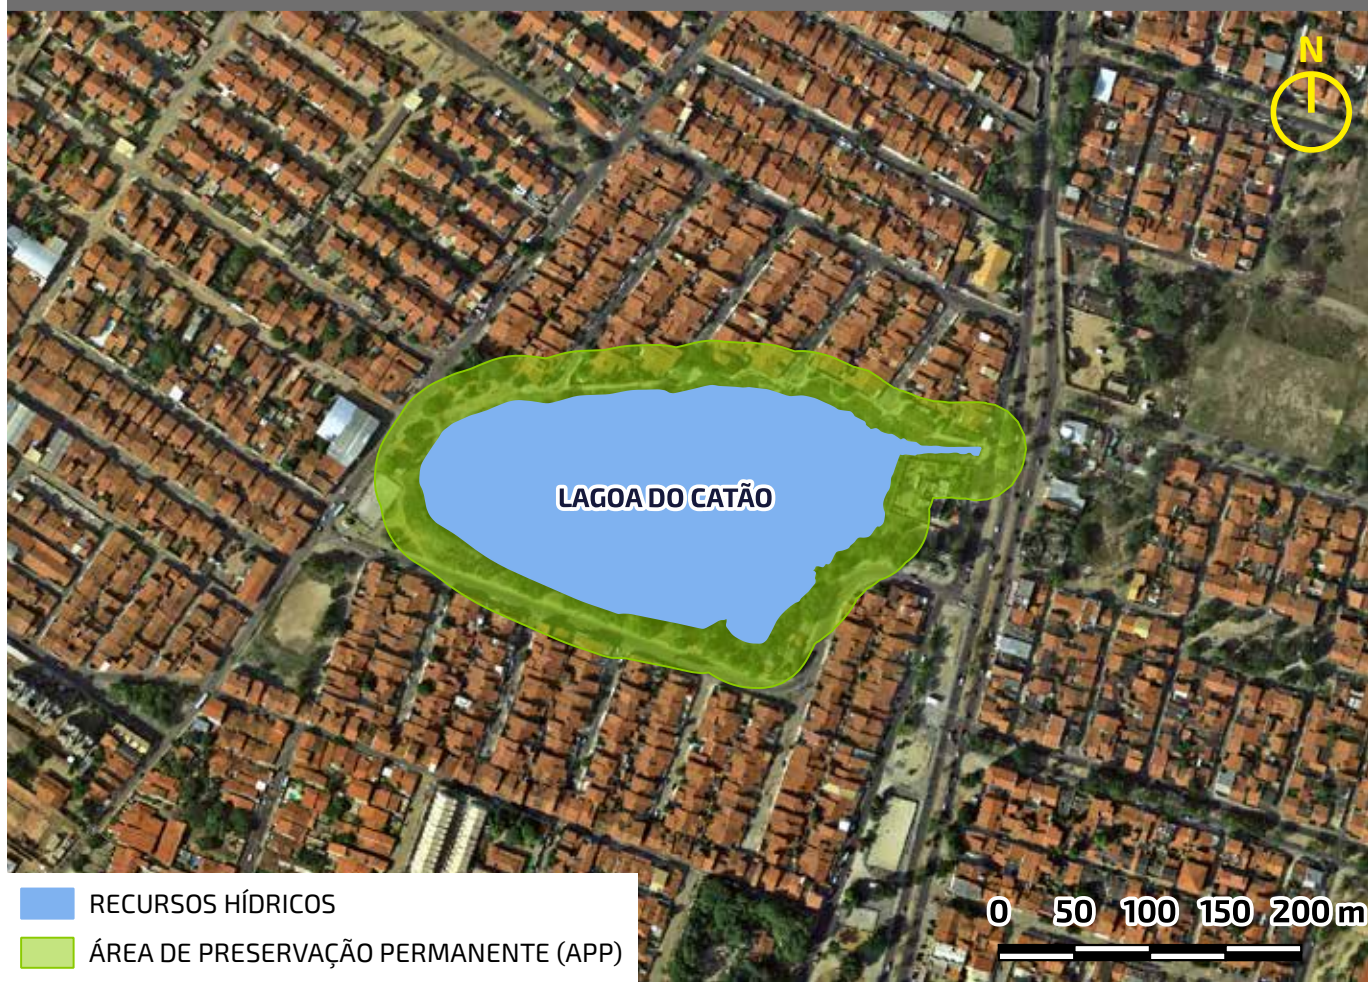 N
LAGOA DO CATÃO
RECURSOS HÍDRICOS
ÁREA DE PRESERVAÇÃO PERMANENTE (APP)
0 50 100 150 200 m